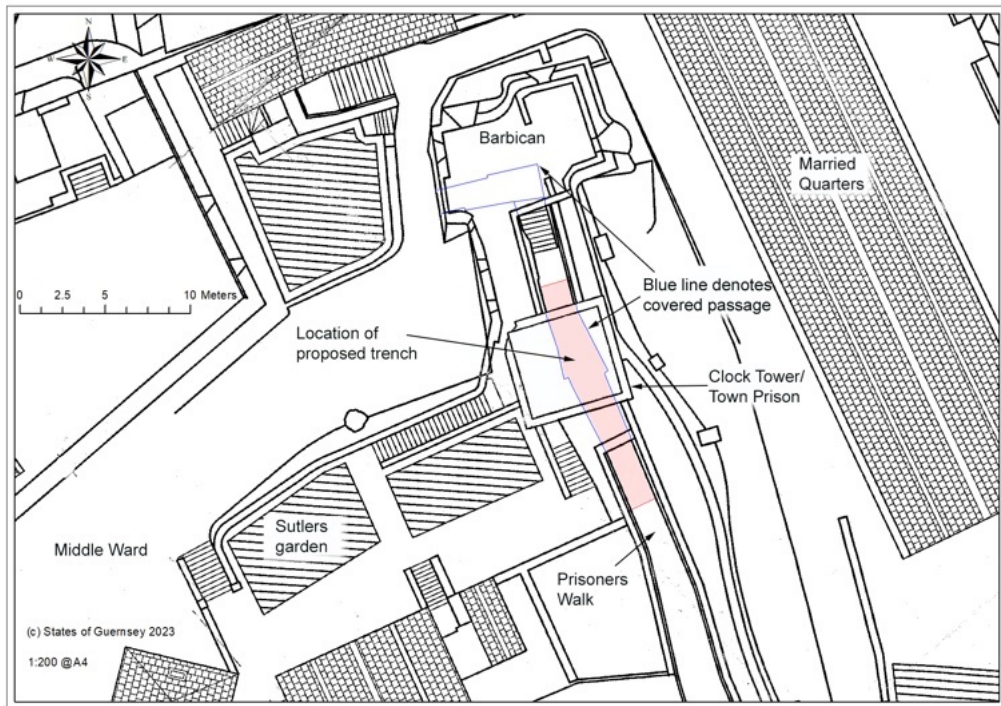 N
W E
S
Barbican
Married
Quarters
0 2.5 5 10 Meters
Blue line denotes
covered passage
Location of
proposed trench
Clock Tower/
Town Prison
Sutlers
garden
Middle Ward
Prisoners
Walk
(c) States of Guernsey 2023
1:200 @A4